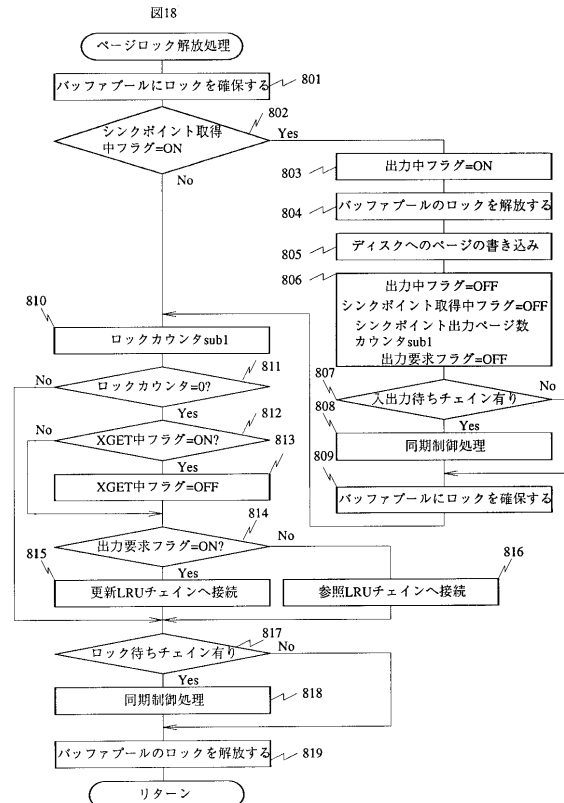 図18
ページロック解放処理
バッファプールにロックを確保する
801
802
シンクポイント取得
中フラグ=ON
Yes
No
803
出力中フラグ=ON
804
バッファプールのロックを解放する
805
ディスクへのページの書き込み
806
出力中フラグ=OFF
シンクポイント取得中フラグ=OFF
シンクポイント出力ページ数
カウンタsub1
出力要求フラグ=OFF
807
入出力待ちチェイン有り
No
Yes
808
同期制御処理
809
バッファプールにロックを確保する
810
ロックカウンタsub1
811
No
ロックカウンタ=0?
Yes
812
No
XGET中フラグ=ON?
Yes
813
XGET中フラグ=OFF
814
出力要求フラグ=ON?
No
Yes
815
更新LRUチェインへ接続
816
参照LRUチェインへ接続
817
ロック待ちチェイン有り
No
Yes
同期制御処理
818
バッファプールのロックを解放する
819
リターン